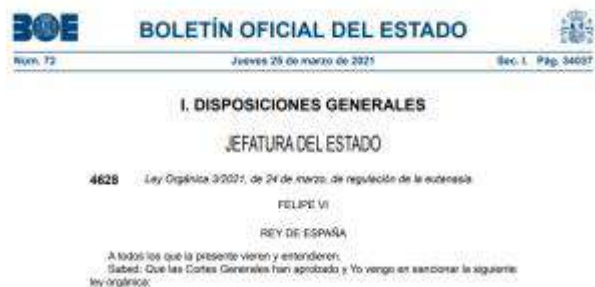 BOE
BOLETÍN OFICIAL DEL ESTADO
Núm. 72
Jueves 25 de marzo de 2021
Sec. I. Pág. 34037
I. DISPOSICIONES GENERALES
JEFATURA DEL ESTADO
4628
Ley Orgánica 3/2021, de 24 de marzo, de regulación de la eutanasia.
FELIPE VI
REY DE ESPAÑA
A todos los que la presente vieren y entendieren.
Sabed: Que las Cortes Generales han aprobado y Yo vengo en sancionar la siguiente
ley orgánica: